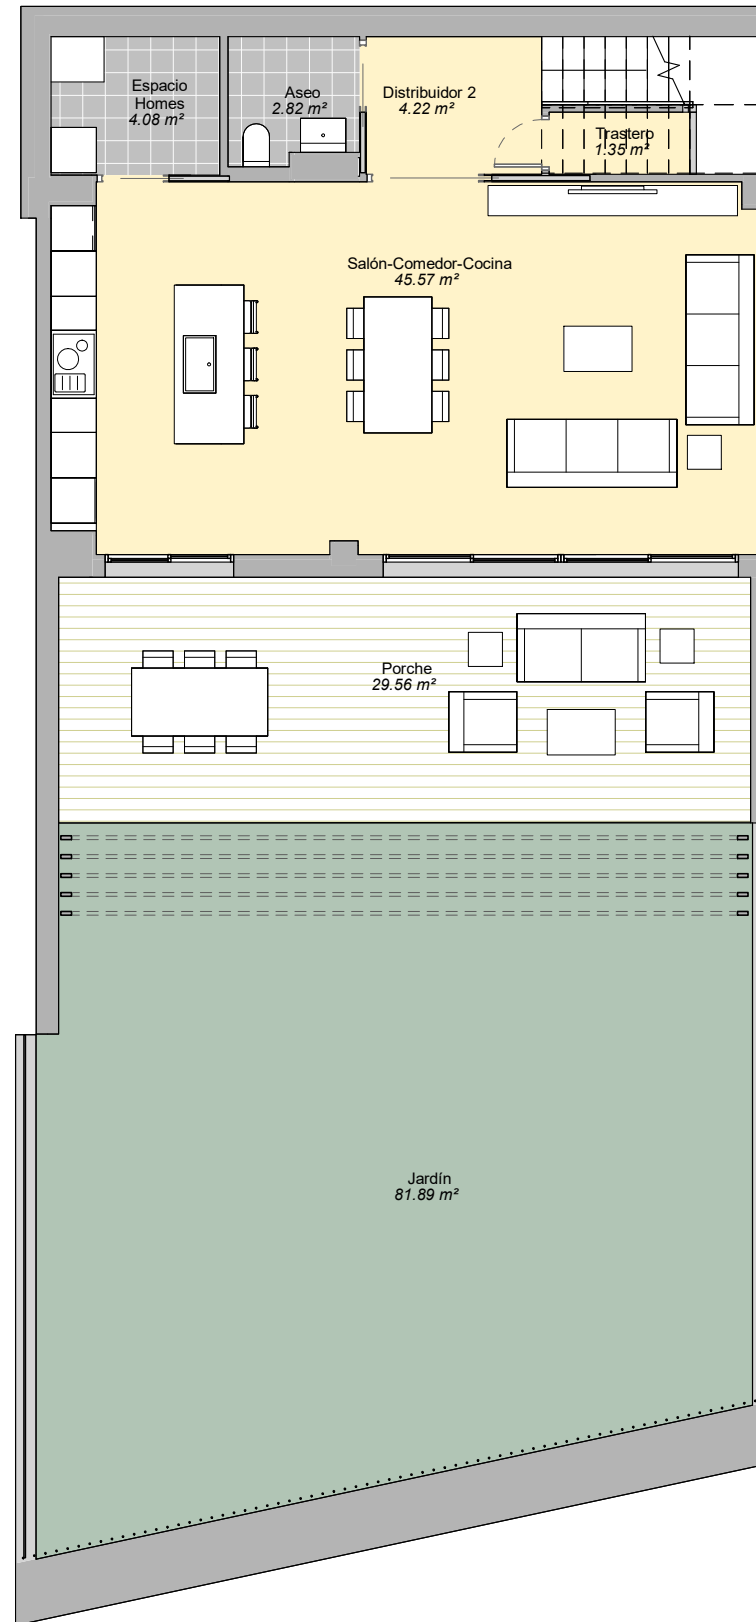 Espacio
Homes
4.08 m²
Aseo
2.82 m²
Distribuidor 2
4.22 m²
Trastero
1.35 m²
Salón-Comedor-Cocina
45.57 m²
Porche
29.56 m²
Jardín
81.89 m²